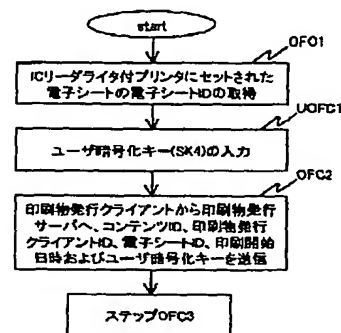 start
OFC1
ICリーダライタ付プリンタにセットされた
電子シートの電子シートIDの取得
UOFC1
ユーザ暗号化キー(SK4)の入力
OFC2
印刷物発行クライアントから印刷物発行
サーバへ、コンテンツID、印刷物発行
クライアントID、電子シートID、印刷開始
日時およびユーザ暗号化キーを送信
ステップOFC3